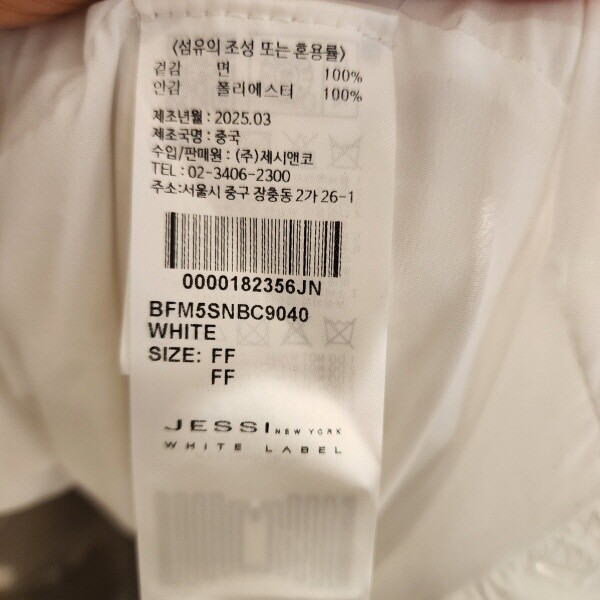 〈섬유의 조성 또는 혼용률〉
겉감 면 100%
안감 폴리에스터 100%
제조년월 : 2025.03
제조국명 : 중국
수입/판매원 : (주)제시앤코
TEL : 02-3406-2300
주소:서울시 중구 장충동 2가 26-1
0000182356JN
BFM5SNBC9040
WHITE
SIZE: FF
FF
JESSI NEW YORK
WHITE LABEL